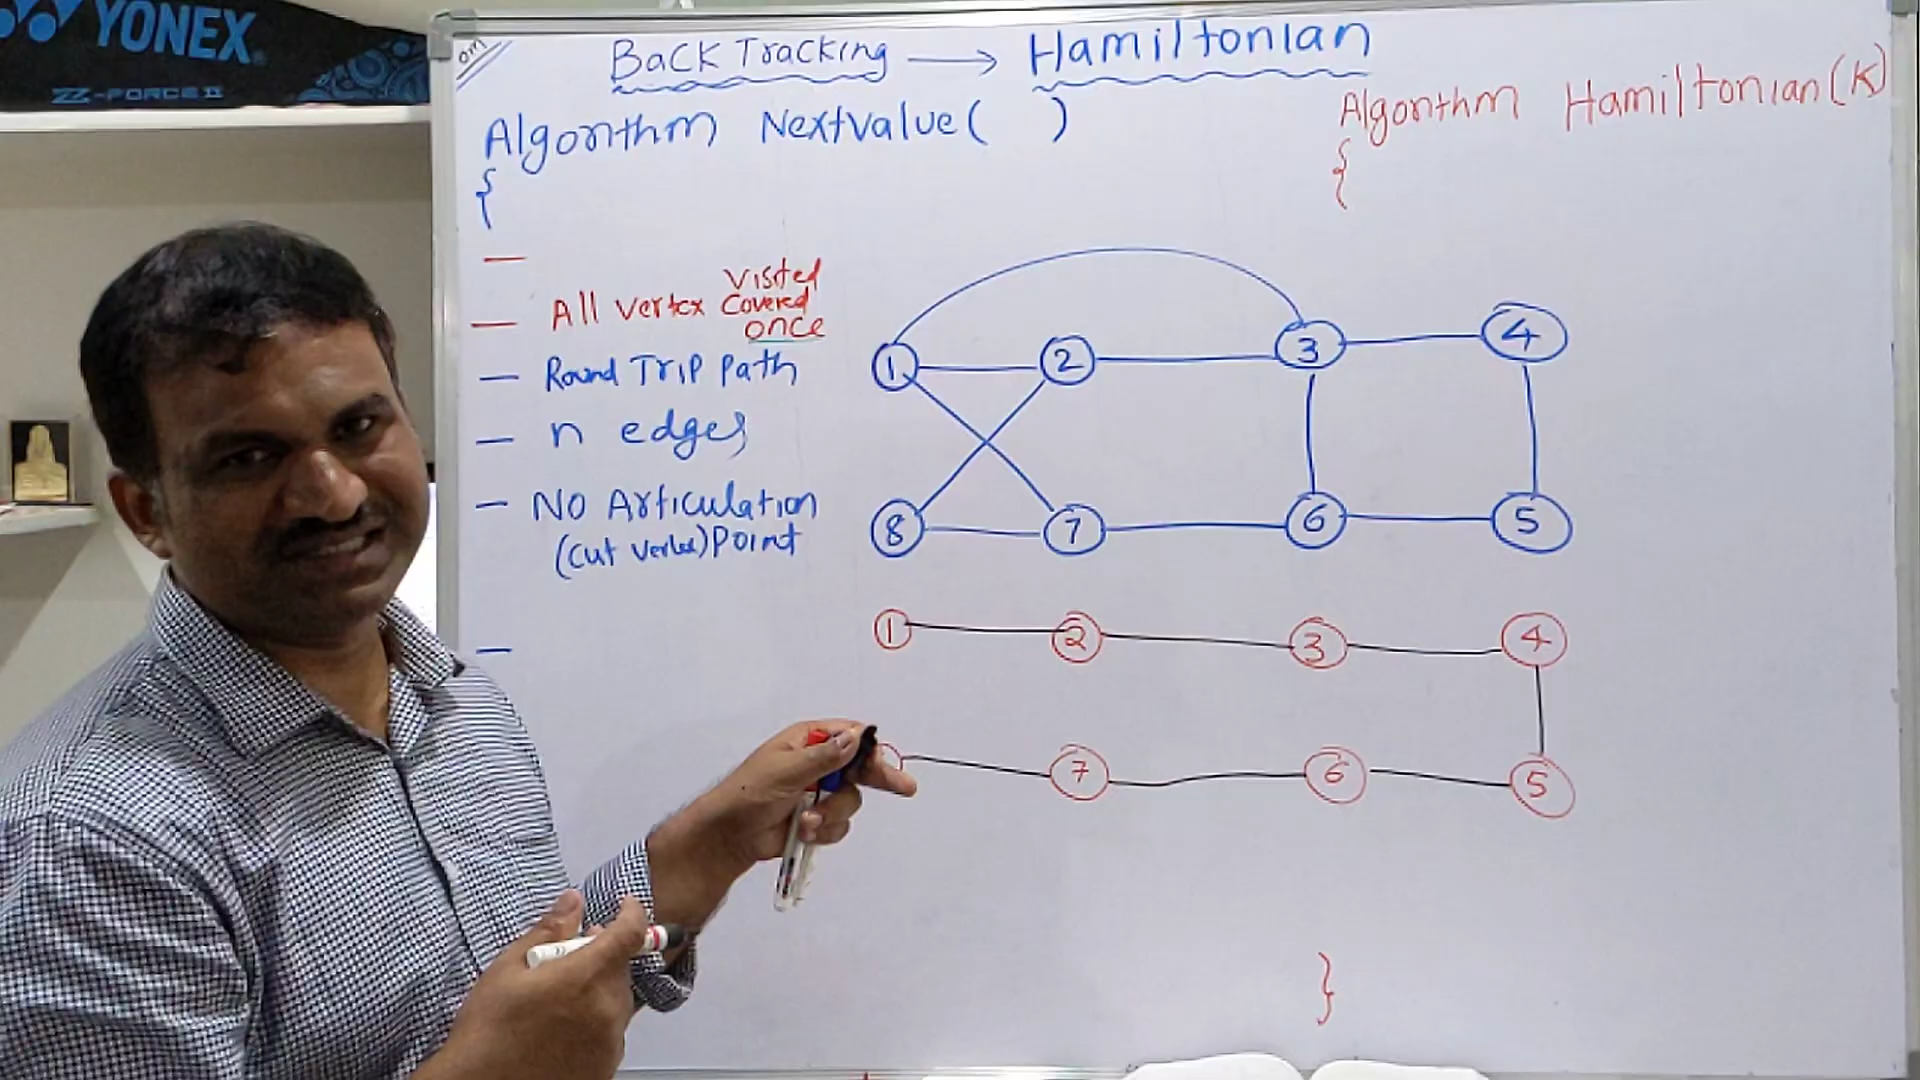 YONEX
ZZ-FORCE II
om
Back Tracking → Hamiltonian
Algorithm Nextvalue( )
{
Algorithm Hamiltonian(K)
{
— All vertex visited covered once
— Round Trip Path
— n edges
— No Articulation
(cut vertex) Point
1 2 3 4
8 7 6 5
1 2 3 4
7 6 5
}